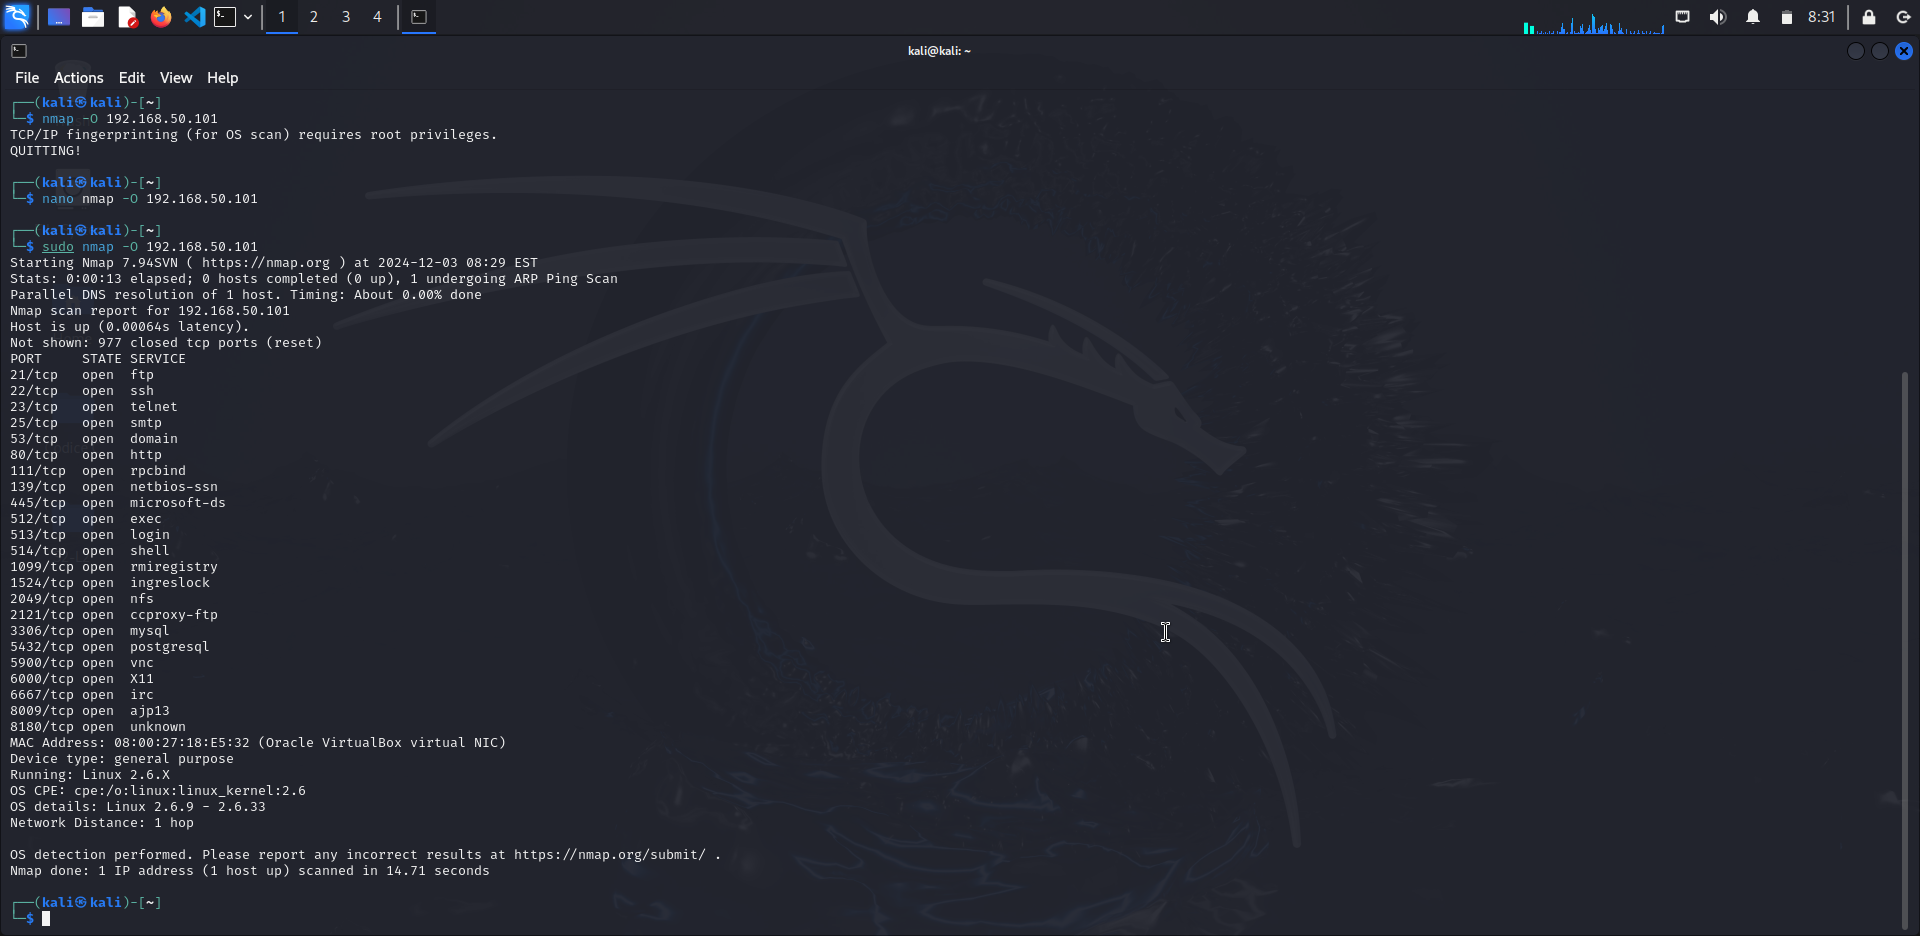 1 2 3 4 8:31
kali@kali: ~
File Actions Edit View Help
┌──(kali㉿kali)-[~]
└─$ nmap -O 192.168.50.101
TCP/IP fingerprinting (for OS scan) requires root privileges.
QUITTING!
┌──(kali㉿kali)-[~]
└─$ nano nmap -O 192.168.50.101
┌──(kali㉿kali)-[~]
└─$ sudo nmap -O 192.168.50.101
Starting Nmap 7.94SVN ( https://nmap.org ) at 2024-12-03 08:29 EST
Stats: 0:00:13 elapsed; 0 hosts completed (0 up), 1 undergoing ARP Ping Scan
Parallel DNS resolution of 1 host. Timing: About 0.00% done
Nmap scan report for 192.168.50.101
Host is up (0.00064s latency).
Not shown: 977 closed tcp ports (reset)
PORT     STATE SERVICE
21/tcp   open  ftp
22/tcp   open  ssh
23/tcp   open  telnet
25/tcp   open  smtp
53/tcp   open  domain
80/tcp   open  http
111/tcp  open  rpcbind
139/tcp  open  netbios-ssn
445/tcp  open  microsoft-ds
512/tcp  open  exec
513/tcp  open  login
514/tcp  open  shell
1099/tcp open  rmiregistry
1524/tcp open  ingreslock
2049/tcp open  nfs
2121/tcp open  ccproxy-ftp
3306/tcp open  mysql
5432/tcp open  postgresql
5900/tcp open  vnc
6000/tcp open  X11
6667/tcp open  irc
8009/tcp open  ajp13
8180/tcp open  unknown
MAC Address: 08:00:27:18:E5:32 (Oracle VirtualBox virtual NIC)
Device type: general purpose
Running: Linux 2.6.X
OS CPE: cpe:/o:linux:linux_kernel:2.6
OS details: Linux 2.6.9 - 2.6.33
Network Distance: 1 hop
OS detection performed. Please report any incorrect results at https://nmap.org/submit/ .
Nmap done: 1 IP address (1 host up) scanned in 14.71 seconds
┌──(kali㉿kali)-[~]
└─$